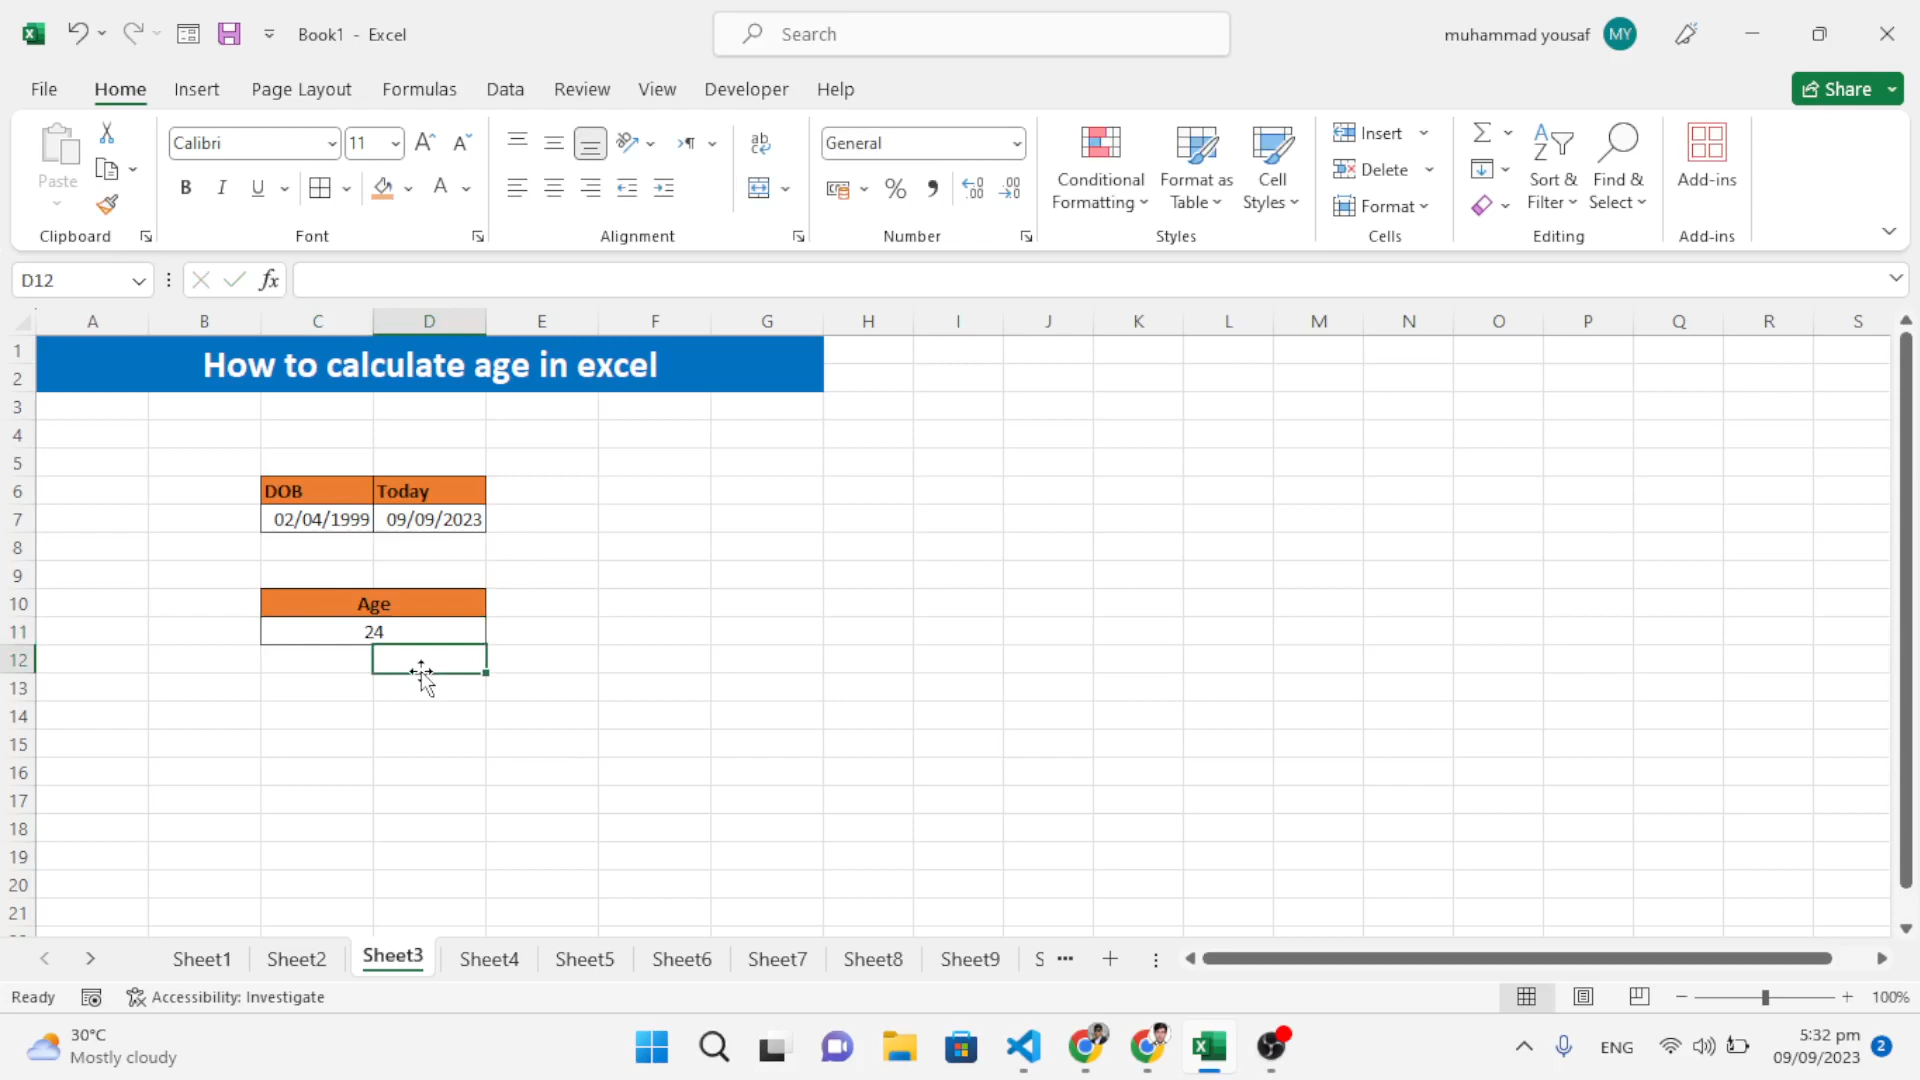 Book1 - Excel
Search
muhammad yousaf MY
File Home Insert Page Layout Formulas Data Review View Developer Help
Share
Paste
Clipboard
Calibri 11
B I U A
Font
ab
Alignment
General
% ,
Number
Conditional Formatting
Format as Table
Cell Styles
Styles
Insert
Delete
Format
Cells
Sort & Filter
Find & Select
Editing
Add-ins
Add-ins
D12 fx
A B C D E F G H I J K L M N O P Q R S
1
How to calculate age in excel
2
3
4
5
6 DOB Today
7 02/04/1999 09/09/2023
8
9
10 Age
11 24
12
13
14
15
16
17
18
19
20
21
Sheet1 Sheet2 Sheet3 Sheet4 Sheet5 Sheet6 Sheet7 Sheet8 Sheet9 S ...
Ready Accessibility: Investigate 100%
30°C
Mostly cloudy
ENG
5:32 pm
09/09/2023
2